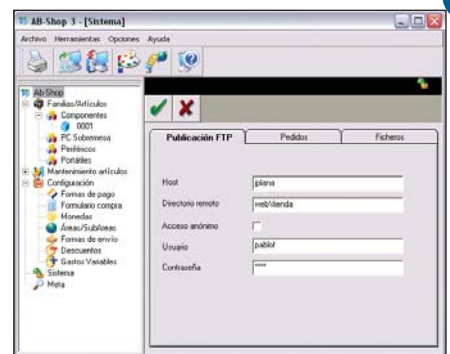 AB-Shop 3 - [Sistema]
Archivo Herramientas Opciones Ayuda
Ab-Shop
Familias/Artículos
Componentes
0001
PC Sobremesa
Periféricos
Portátiles
Mantenimiento artículos
Configuración
Formas de pago
Formulario compra
Monedas
Áreas/SubÁreas
Formas de envío
Descuentos
Gastos Variables
Sistema
Meta
Publicación FTP Pedidos Ficheros
Host jplana
Directorio remoto web\tienda
Acceso anónimo
Usuario pablof
Contraseña ****